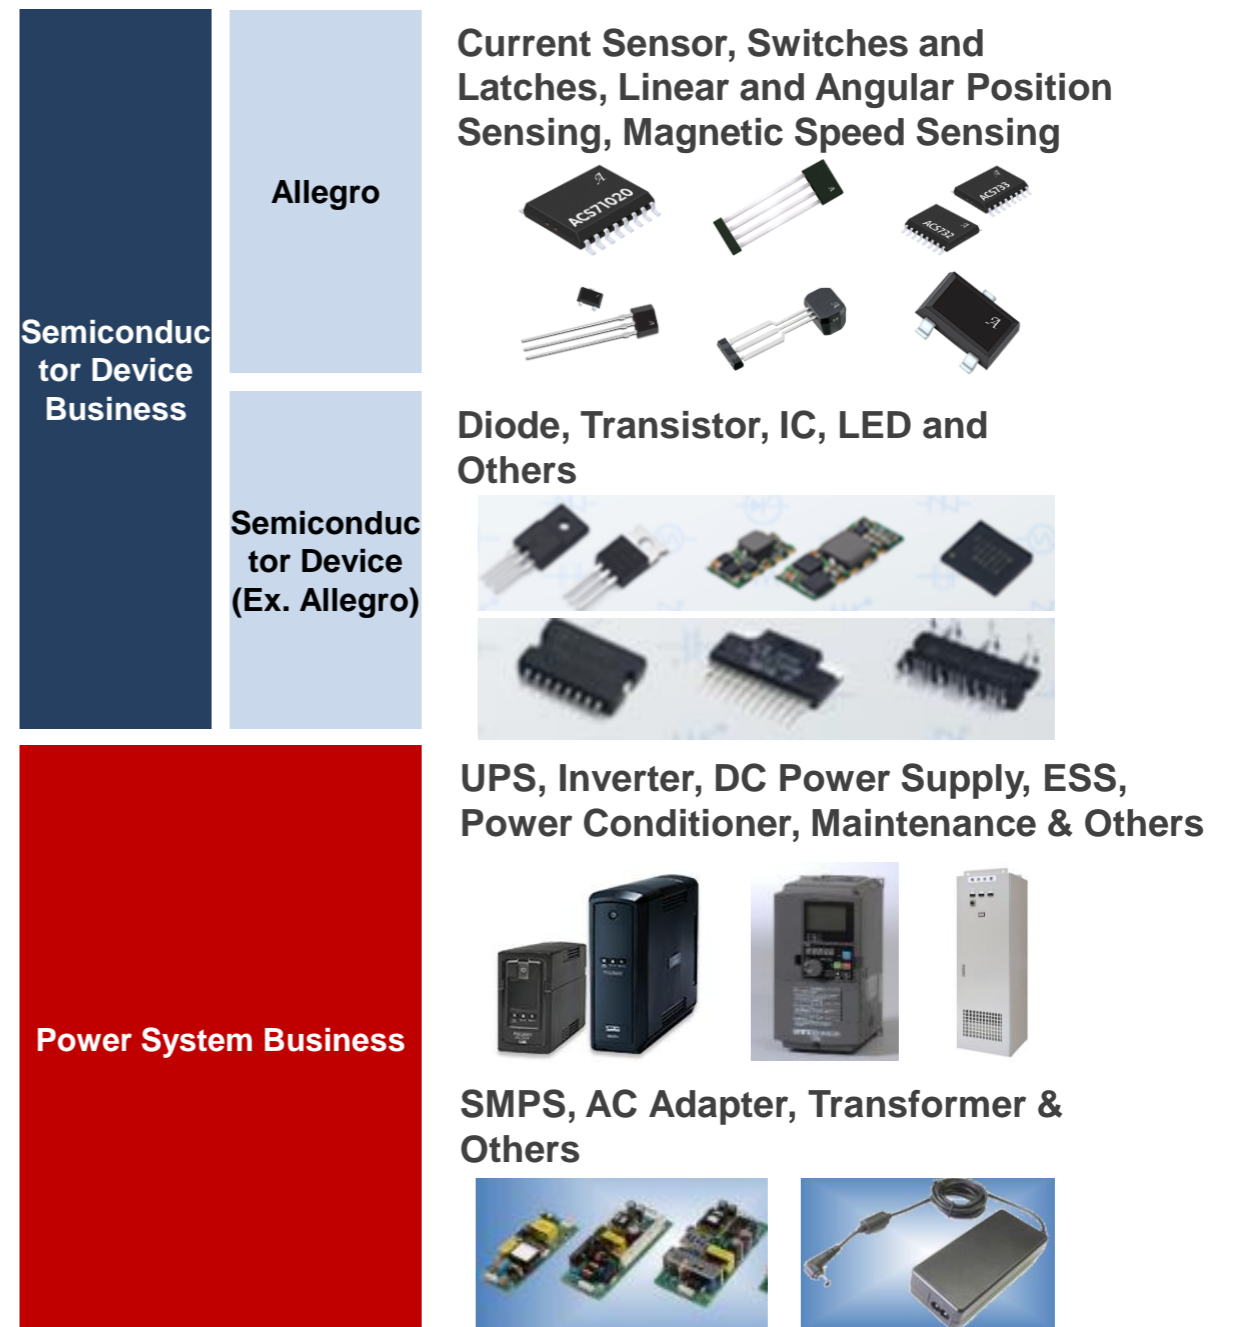 Current Sensor, Switches and
Latches, Linear and Angular Position
Sensing, Magnetic Speed Sensing
Allegro
ACS71020
ACS733
ACS732
Semiconduc
tor Device
Business
Diode, Transistor, IC, LED and
Others
Semiconduc
tor Device
(Ex. Allegro)
UPS, Inverter, DC Power Supply, ESS,
Power Conditioner, Maintenance & Others
Power System Business
SMPS, AC Adapter, Transformer &
Others